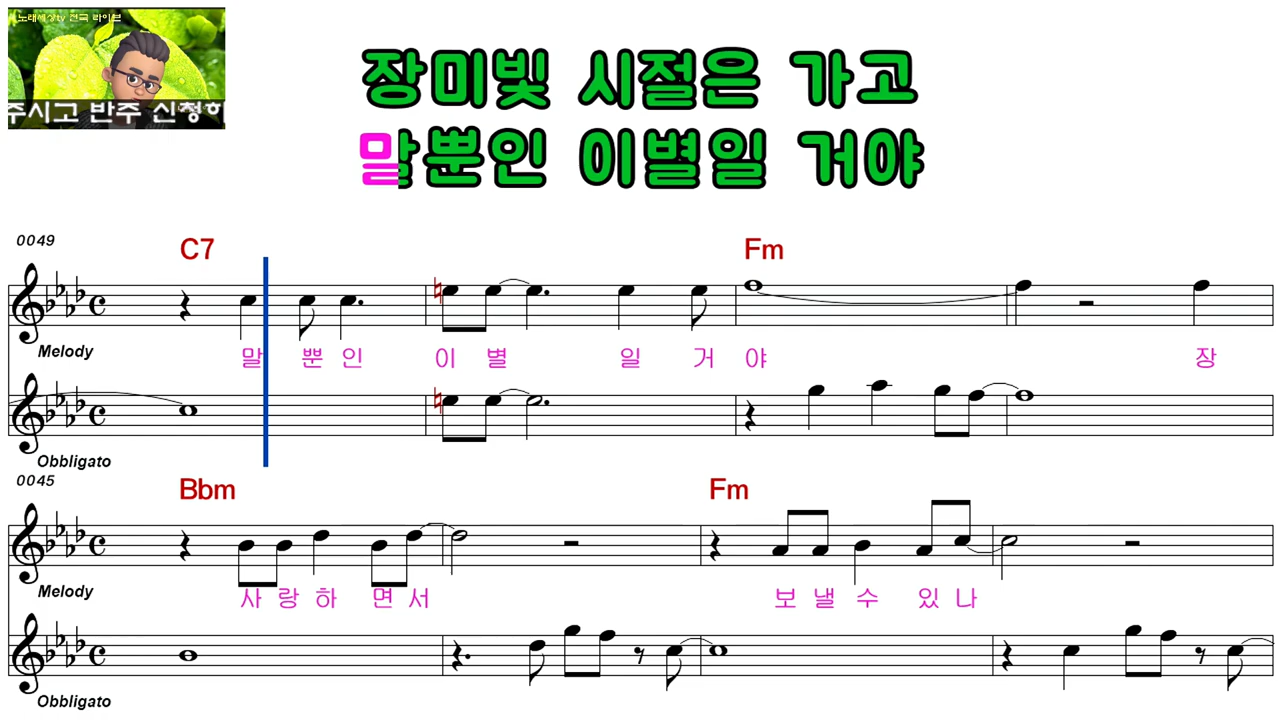 노래세상tv 전국 라이브
주시고 반주 신청하
장미빛 시절은 가고
말뿐인 이별일 거야
0049
C7 Fm
Melody
말 뿐 인 이 별 일 거 야 장
Obbligato
0045
Bbm Fm
Melody
사 랑 하 면 서 보 낼 수 있 나
Obbligato